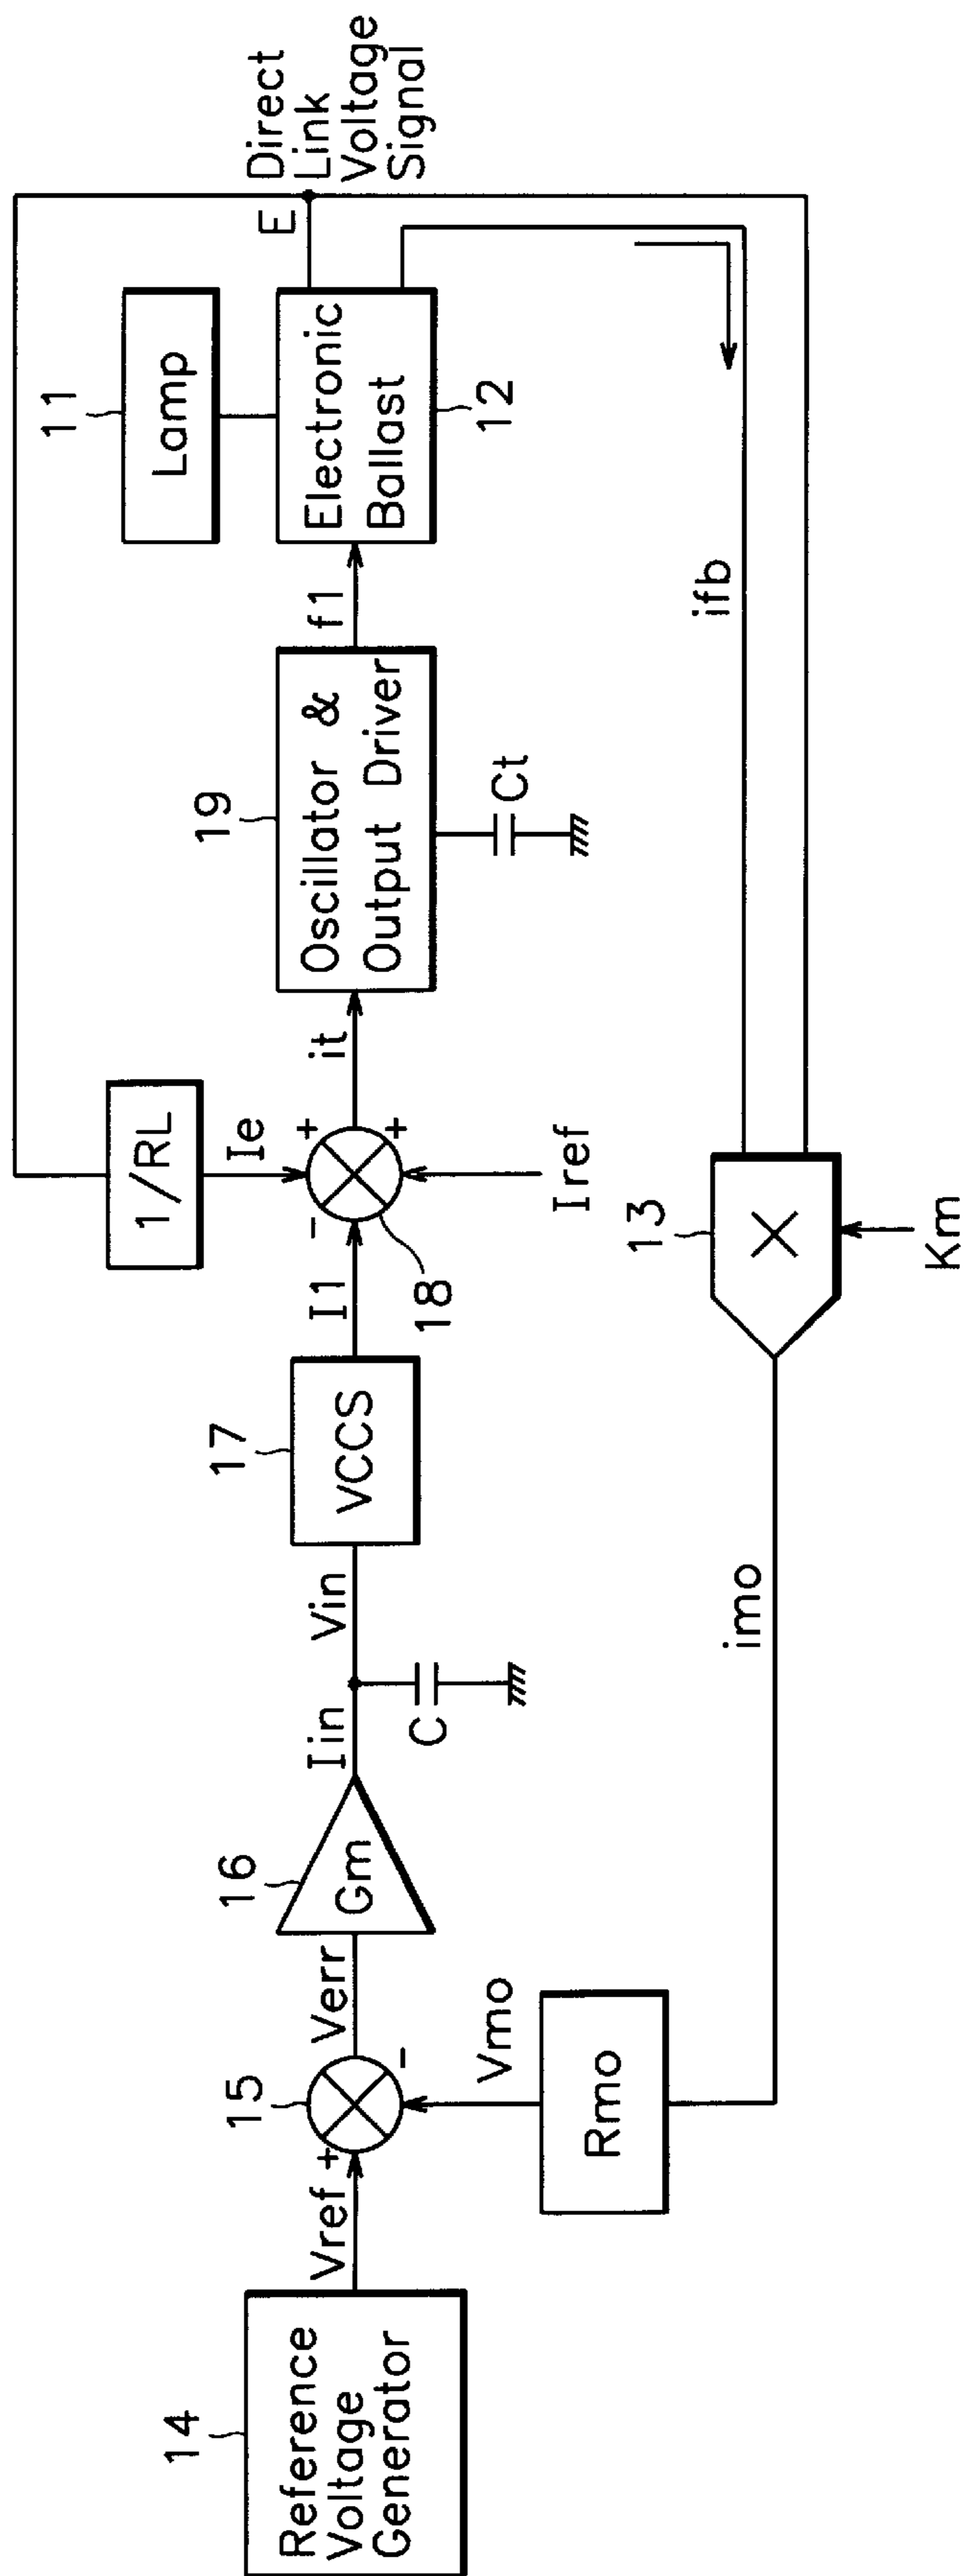 11
Lamp
Direct
Link
Voltage
Signal
E
14
Reference
Voltage
Generator
Vref
+
15
-
Verr
16
Gm
Iin
C
Vin
17
VCCS
I1
-
18
1/RL
Ie
+
+
Iref
it
19
Oscillator &
Output Driver
Ct
f1
Electronic
Ballast
12
ifb
13
X
Km
imo
Rmo
Vmo